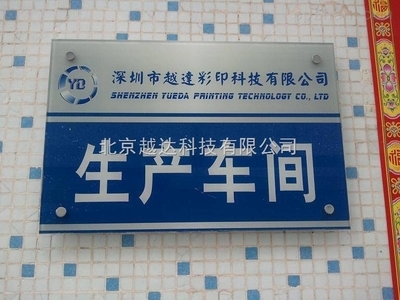 YD
深圳市越達彩印科技有限公司
SHENZHEN YUEDA PRINTING TECHNOLOGY CO., LTD
北京越达科技有限公司
生产车间